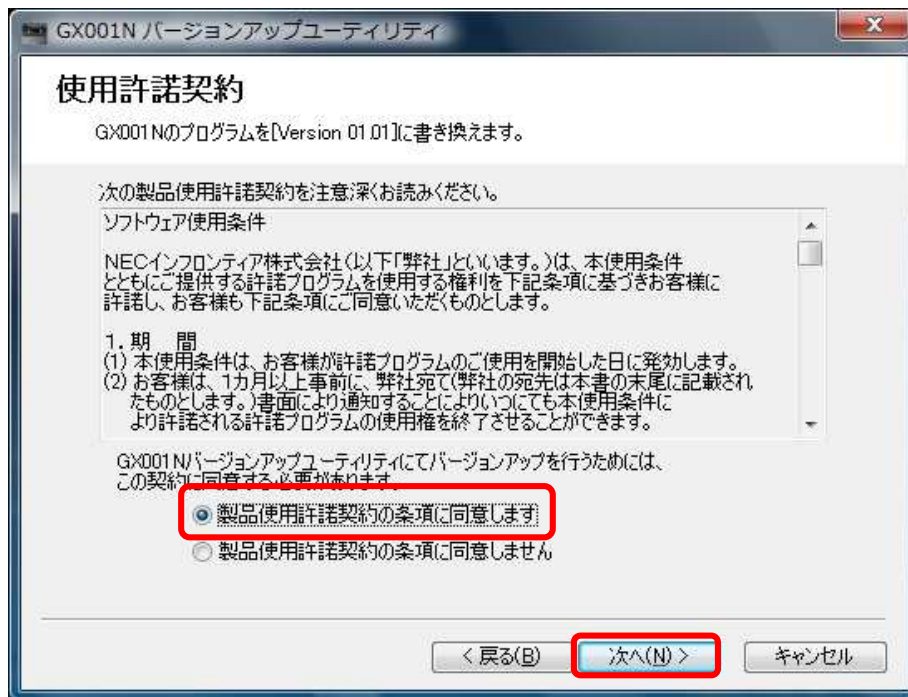 GX001N バージョンアップユーティリティ
使用許諾契約
GX001Nのプログラムを[Version 01.01]に書き換えます。
次の製品使用許諾契約を注意深くお読みください。
ソフトウェア使用条件
NECインフロンティア株式会社(以下「弊社」といいます。)は、本使用条件
とともにご提供する許諾プログラムを使用する権利を下記条項に基づきお客様に
許諾し、お客様も下記条項にご同意いただくものとします。
1. 期　間
(1) 本使用条件は、お客様が許諾プログラムのご使用を開始した日に発効します。
(2) お客様は、1カ月以上事前に、弊社宛て(弊社の宛先は本書の末尾に記載され
たものとします。)書面により通知することによりいつにても本使用条件に
より許諾される許諾プログラムの使用権を終了させることができます。
GX001Nバージョンアップユーティリティにてバージョンアップを行うためには、
この契約に同意する必要があります。
製品使用許諾契約の条項に同意します
製品使用許諾契約の条項に同意しません
< 戻る(B)
次へ(N) >
キャンセル